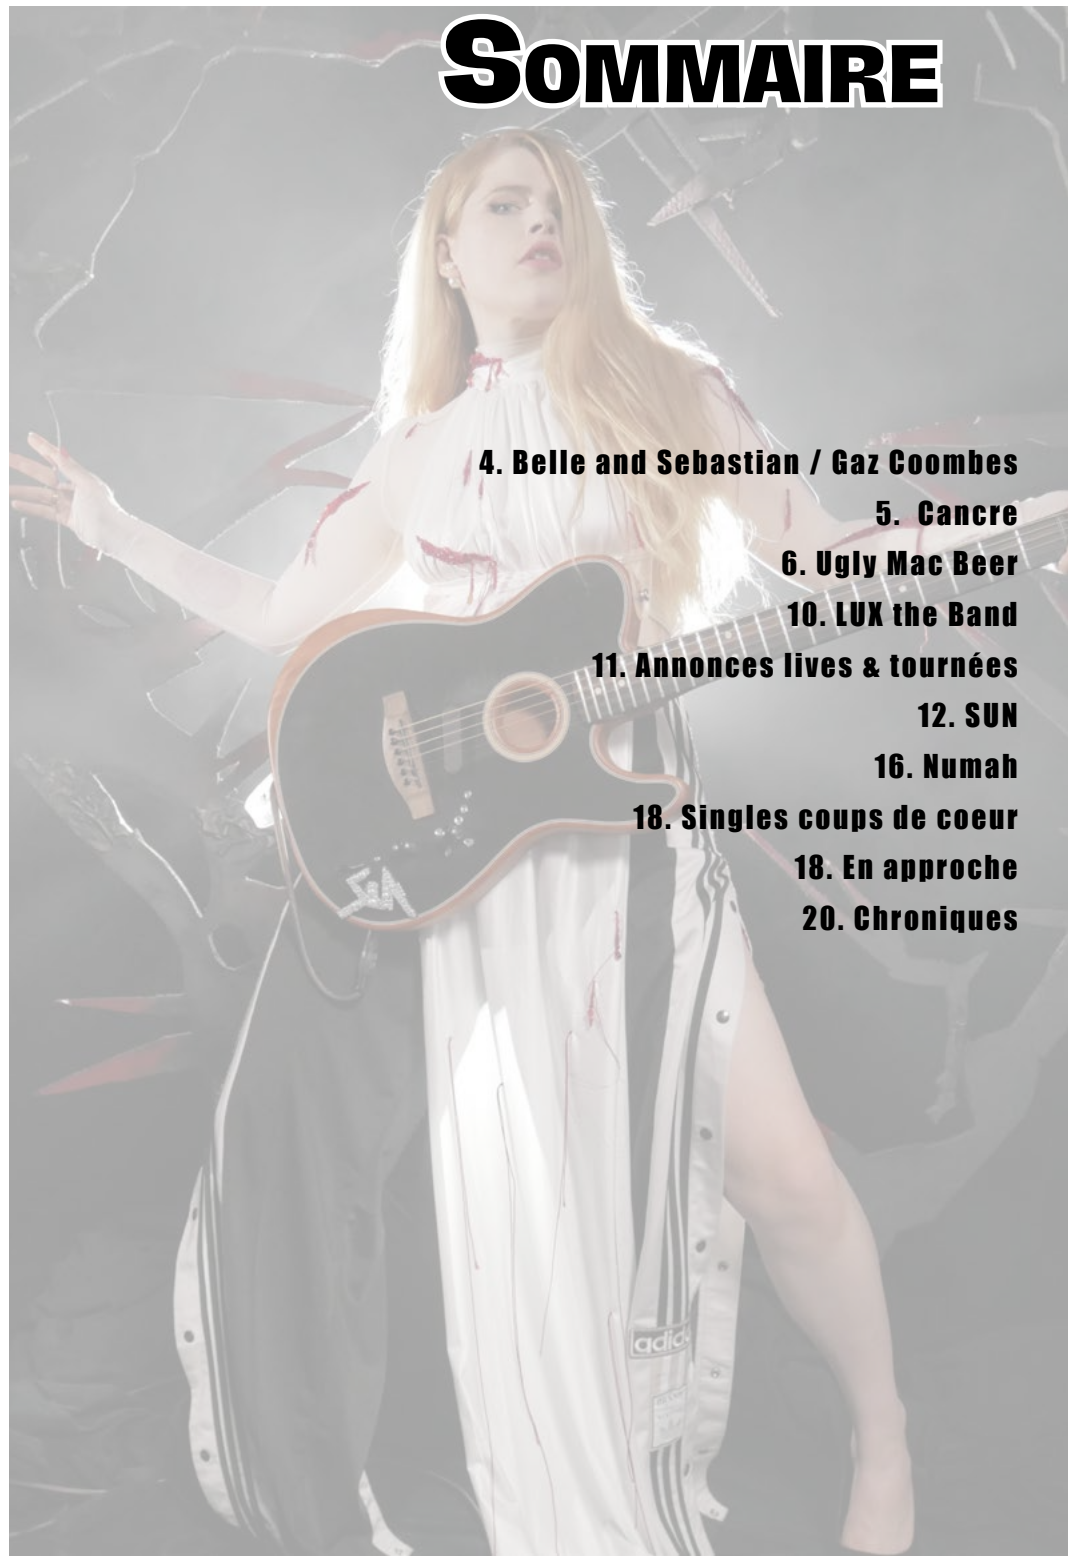 SOMMAIRE
4. Belle and Sebastian / Gaz Coombes
5. Cancre
6. Ugly Mac Beer
10. LUX the Band
11. Annonces lives & tournées
12. SUN
16. Numah
18. Singles coups de coeur
18. En approche
20. Chroniques